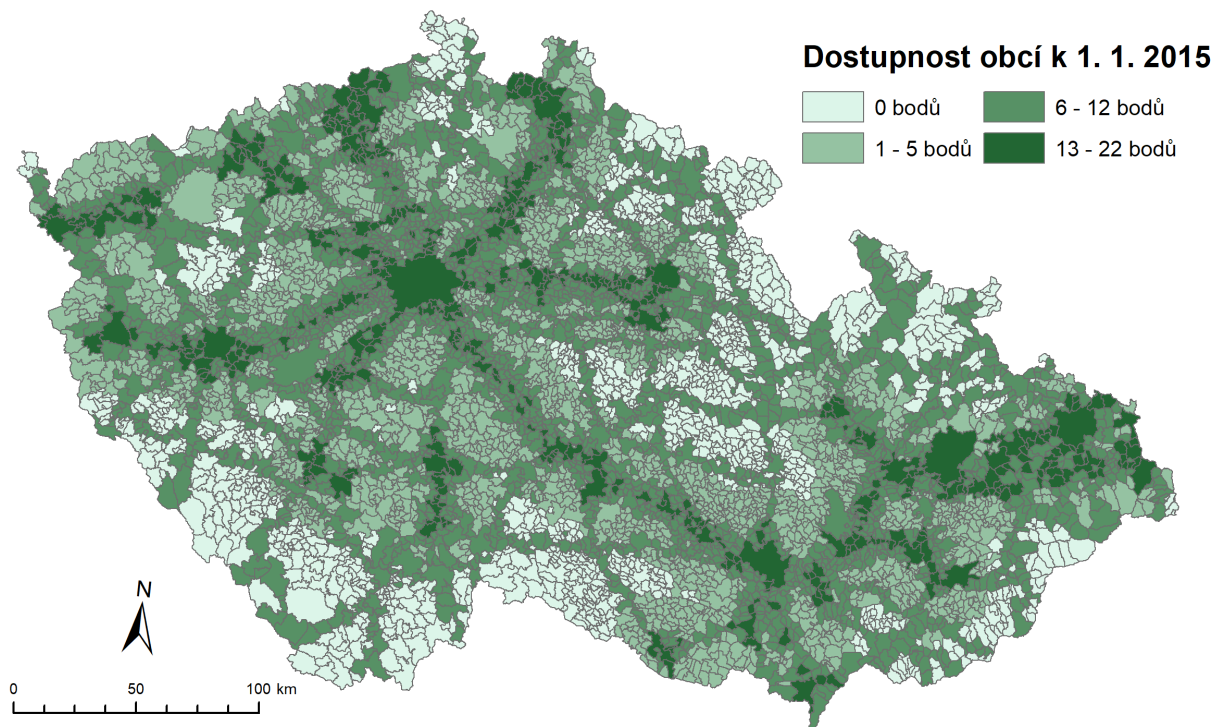 Dostupnost obcí k 1. 1. 2015
0 bodů
6 - 12 bodů
1 - 5 bodů
13 - 22 bodů
N
0 50 100 km